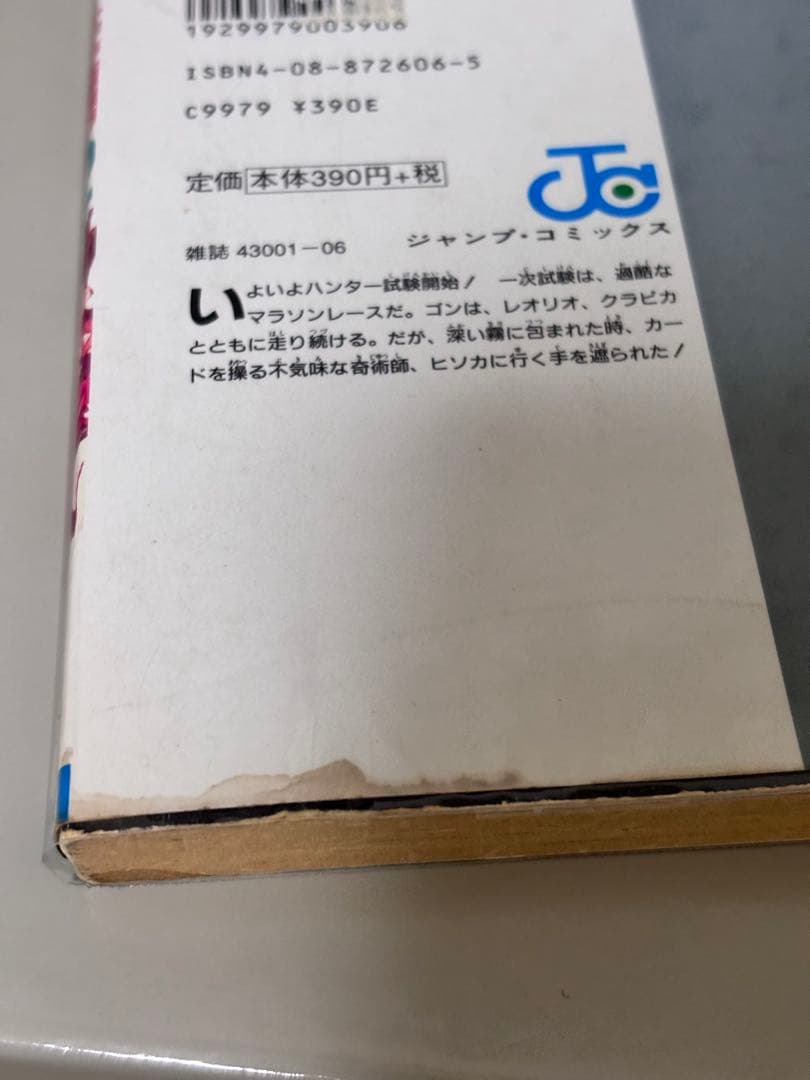 1929979003906
ISBN4-08-872606-5
C9979 ¥390E
定価 本体390円+税
JC
ジャンプ・コミックス
雑誌 43001-06
いよいよハンター試験開始! 一次試験は、過酷な
マラソンレースだ。ゴンは、レオリオ、クラピカ
とともに走り続ける。だが、深い霧に包まれた時、カー
ドを操る不気味な奇術師、ヒソカに行く手を遮られた!